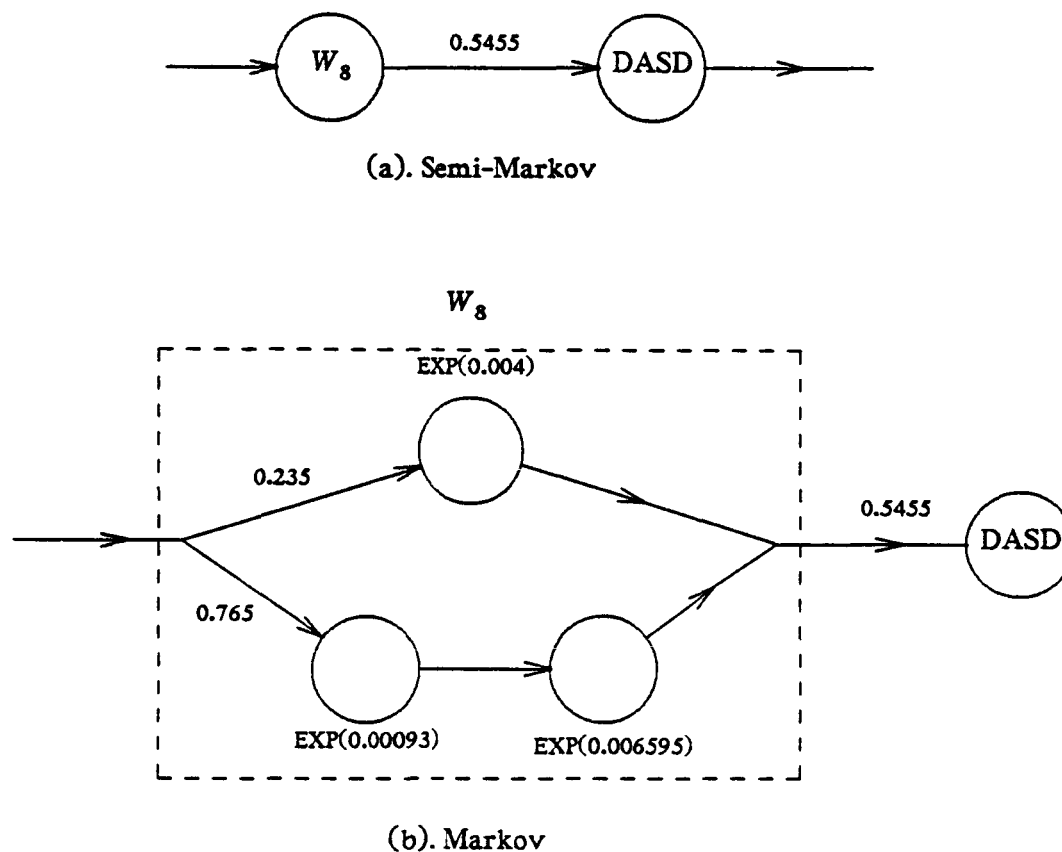 0.5455
W8 DASD
(a). Semi-Markov
W8
EXP(0.004)
0.235
0.5455
DASD
0.765
EXP(0.00093) EXP(0.006595)
(b). Markov